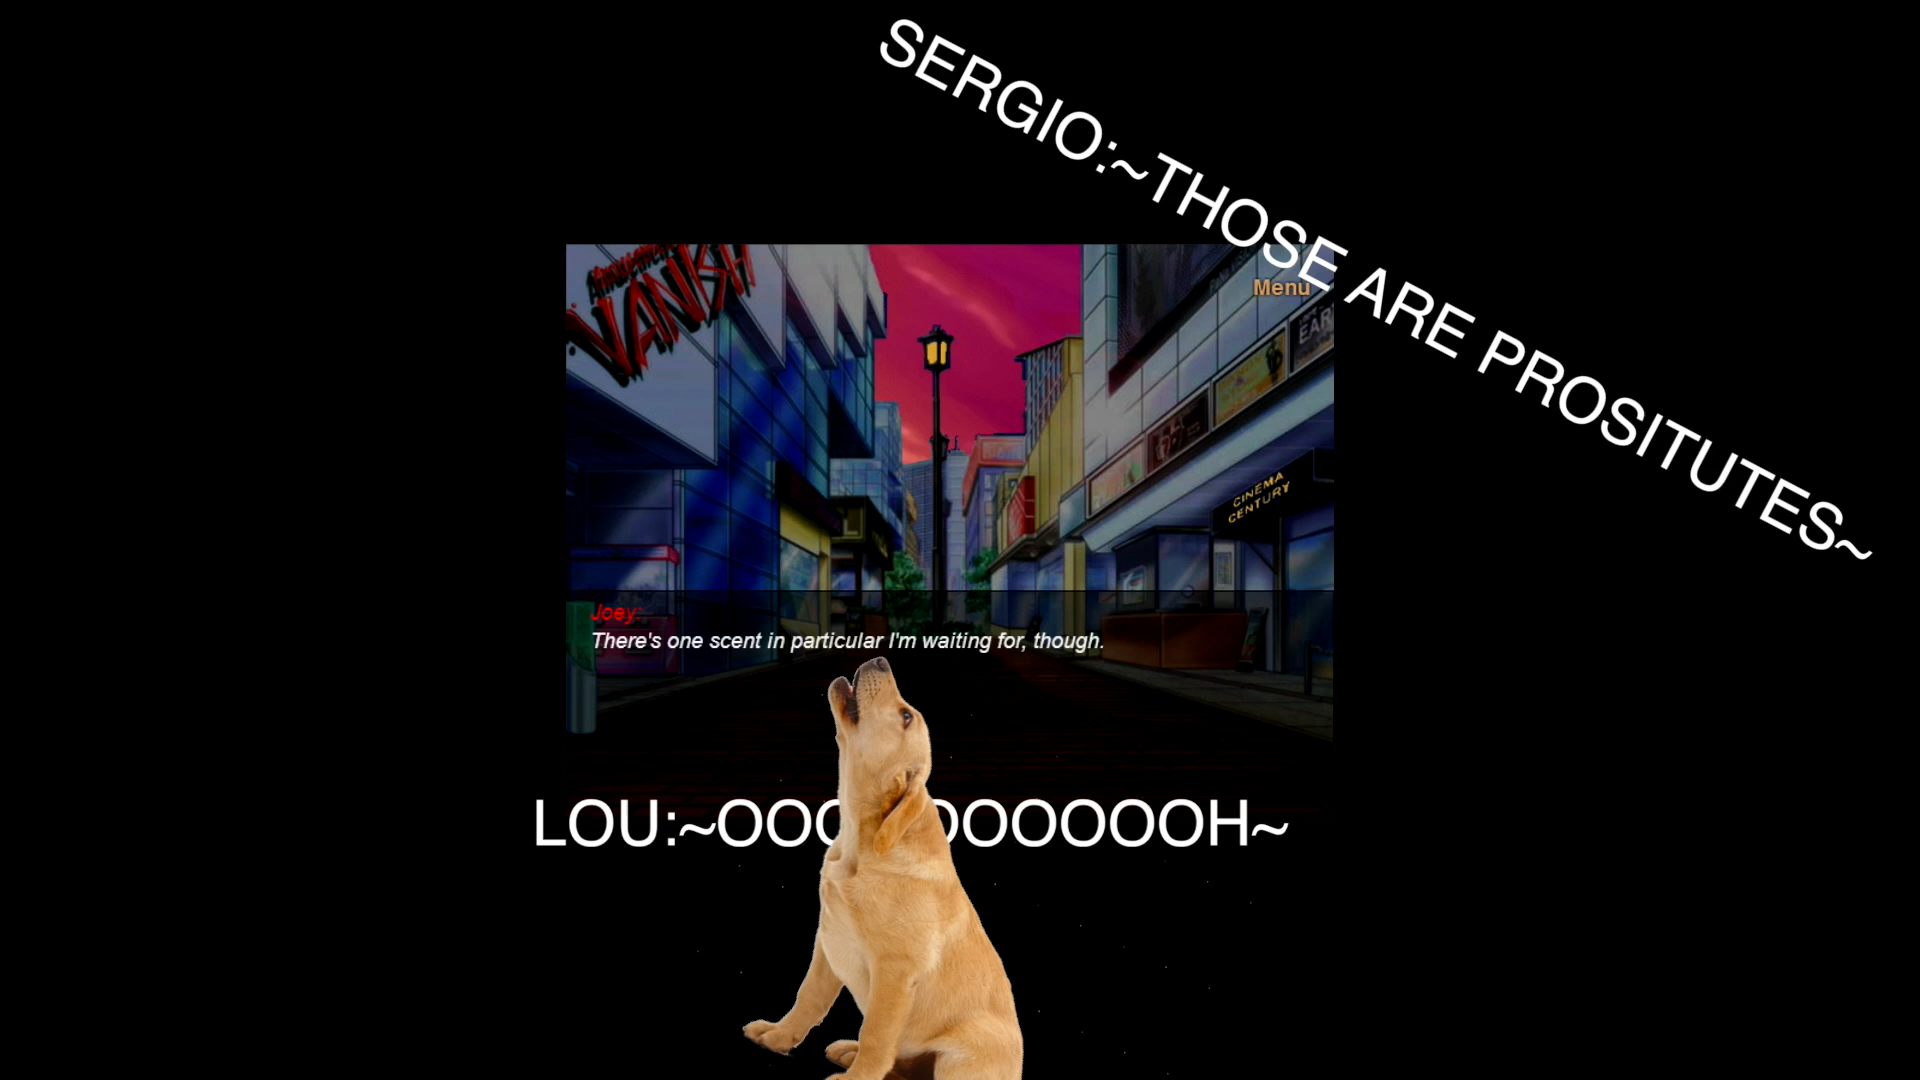 SERGIO:~THOSE ARE PROSITUTES~
VANISH
Menu
EAR
CINEMA
CENTURY
Joey:
There's one scent in particular I'm waiting for, though.
LOU:~OOO OOOOOOH~